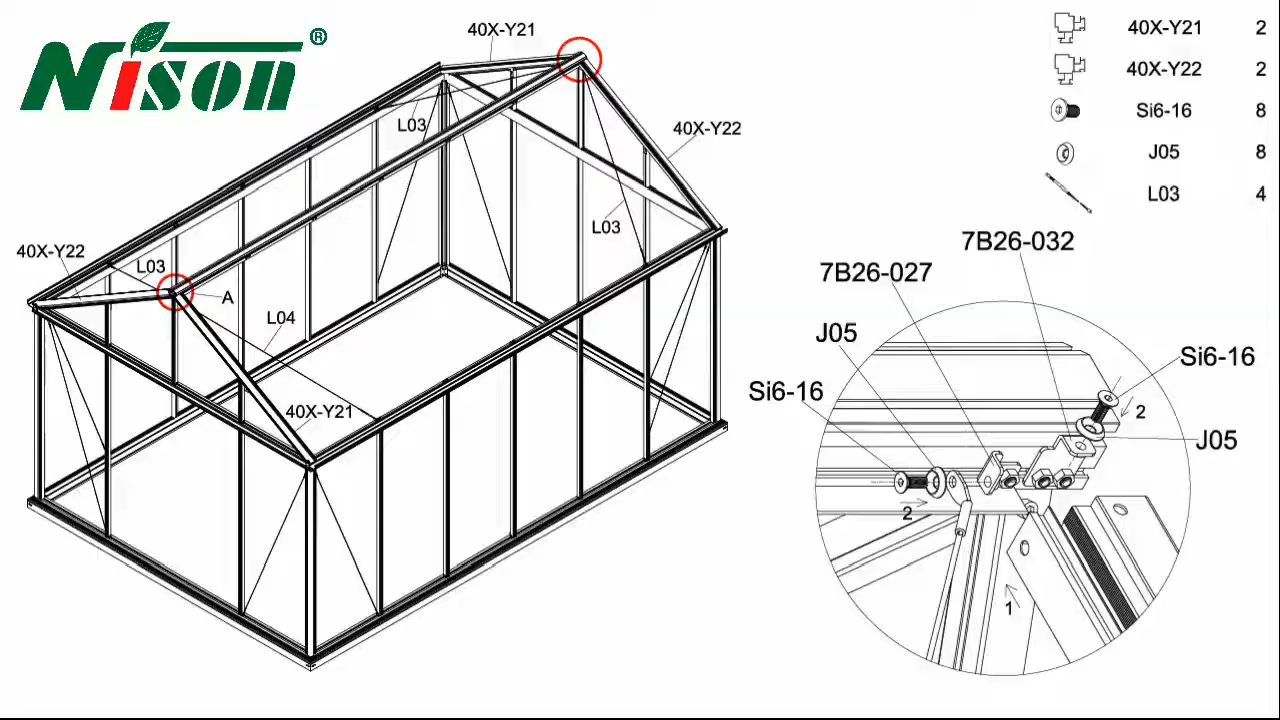 Nison®
40X-Y21
L03
40X-Y22
L03
40X-Y22
L03
A
L04
40X-Y21
40X-Y21 2
40X-Y22 2
Si6-16 8
J05 8
L03 4
7B26-032
7B26-027
J05
Si6-16
Si6-16
2
J05
2
1